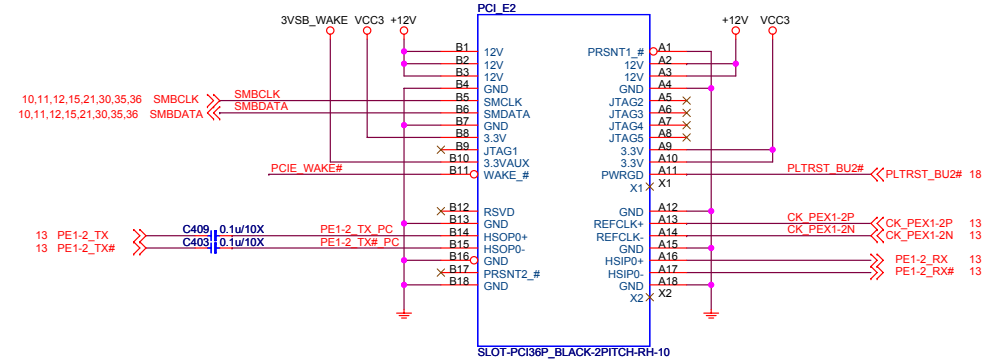 PCI_E2
3VSB_WAKE VCC3 +12V
+12V VCC3
B1 12V PRSNT1_# A1
B2 12V 12V A2
B3 12V 12V A3
B4 GND GND A4
10,11,12,15,21,30,35,36 SMBCLK SMBCLK B5 SMCLK JTAG2 A5
10,11,12,15,21,30,35,36 SMBDATA SMBDATA B6 SMDATA JTAG3 A6
B7 GND JTAG4 A7
B8 3.3V JTAG5 A8
B9 JTAG1 3.3V A9
B10 3.3VAUX 3.3V A10
PCIE_WAKE# B11 WAKE_# PWRGD A11 PLTRST_BU2# PLTRST_BU2# 18
X1 X1
B12 RSVD GND A12
B13 GND REFCLK+ A13 CK_PEX1-2P CK_PEX1-2P 13
13 PE1-2_TX C409 0.1u/10X PE1-2_TX_PC B14 HSOP0+ REFCLK- A14 CK_PEX1-2N CK_PEX1-2N 13
13 PE1-2_TX# C403 0.1u/10X PE1-2_TX#_PC B15 HSOP0- GND A15
B16 GND HSIP0+ A16 PE1-2_RX 13
B17 PRSNT2_# HSIP0- A17 PE1-2_RX# 13
B18 GND GND A18
X2 X2
SLOT-PCI36P_BLACK-2PITCH-RH-10